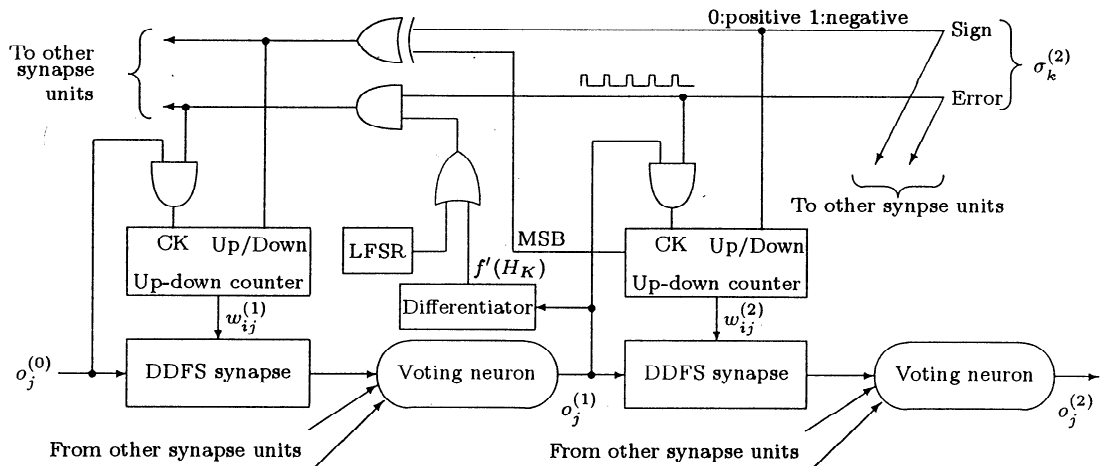 0:positive 1:negative
Sign
To other
synapse
units
σ_k^(2)
Error
To other synpse units
CK Up/Down
Up-down counter
LFSR
MSB
f′(H_K)
CK Up/Down
Up-down counter
Differentiator
w_ij^(1)
w_ij^(2)
o_j^(0)
DDFS synapse
Voting neuron
DDFS synapse
Voting neuron
o_j^(1)
o_j^(2)
From other synapse units
From other synapse units